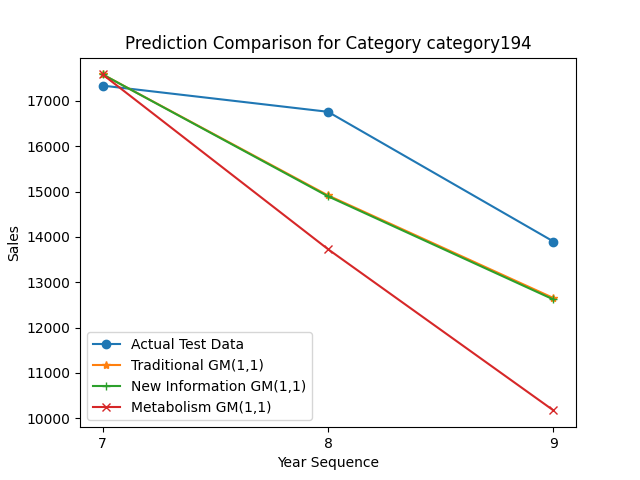 Prediction Comparison for Category category194
Sales
17000
16000
15000
14000
13000
12000
11000
10000
Actual Test Data
Traditional GM(1,1)
New Information GM(1,1)
Metabolism GM(1,1)
7
8
9
Year Sequence